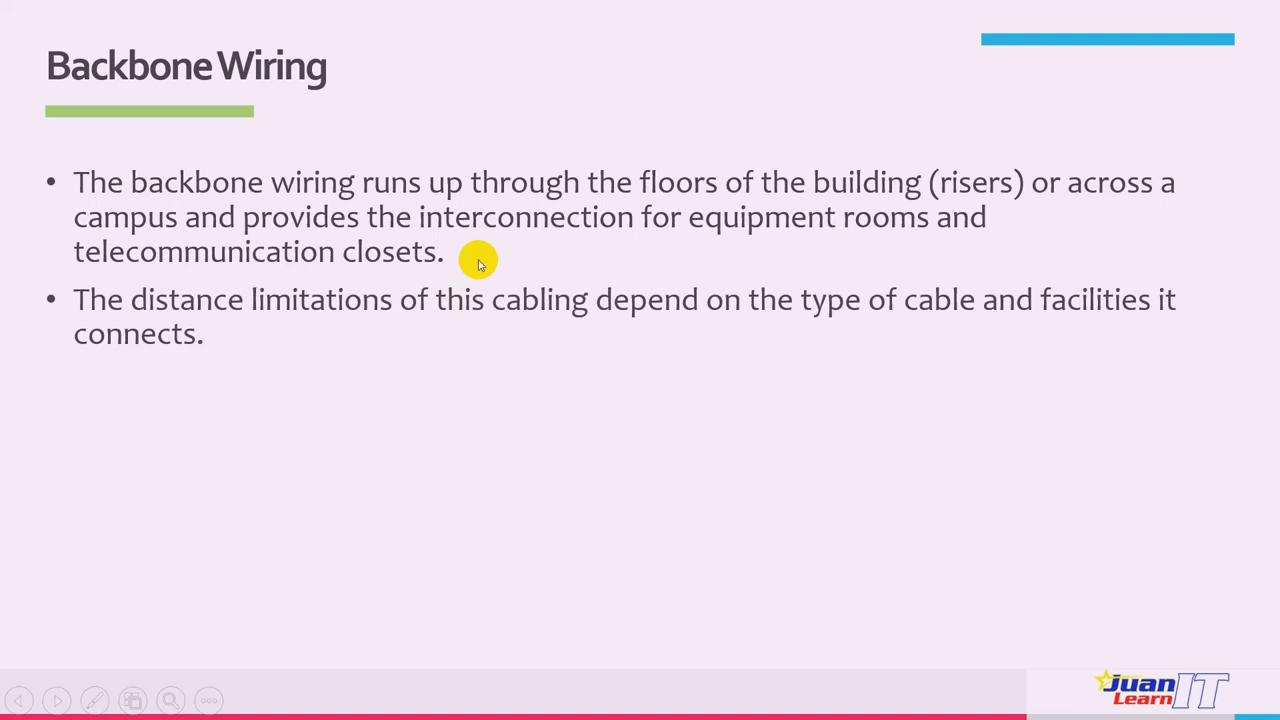 Backbone Wiring
• The backbone wiring runs up through the floors of the building (risers) or across a
campus and provides the interconnection for equipment rooms and
telecommunication closets.
• The distance limitations of this cabling depend on the type of cable and facilities it
connects.
Juan IT
Learn